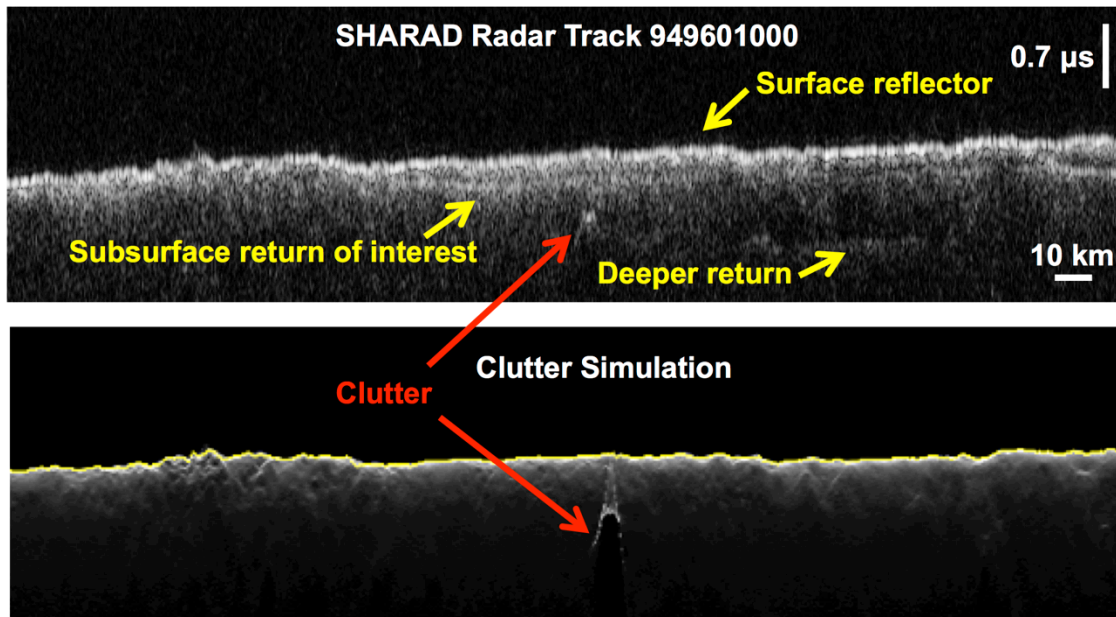 SHARAD Radar Track 949601000
0.7 µs
Surface reflector
Subsurface return of interest
Deeper return
10 km
Clutter Simulation
Clutter